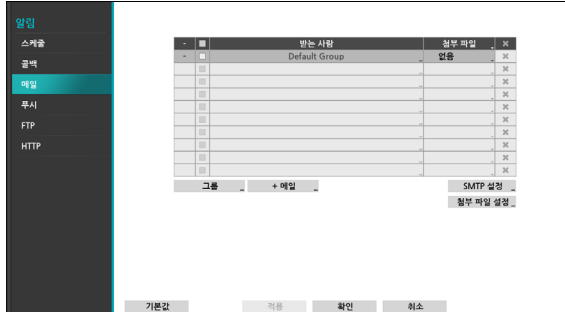 알림
스케줄
콜백
메일
푸시
FTP
HTTP
- 받는 사람 첨부 파일 ×
- Default Group 없음 ×
그룹 + 메일 SMTP 설정
첨부 파일 설정
기본값 적용 확인 취소